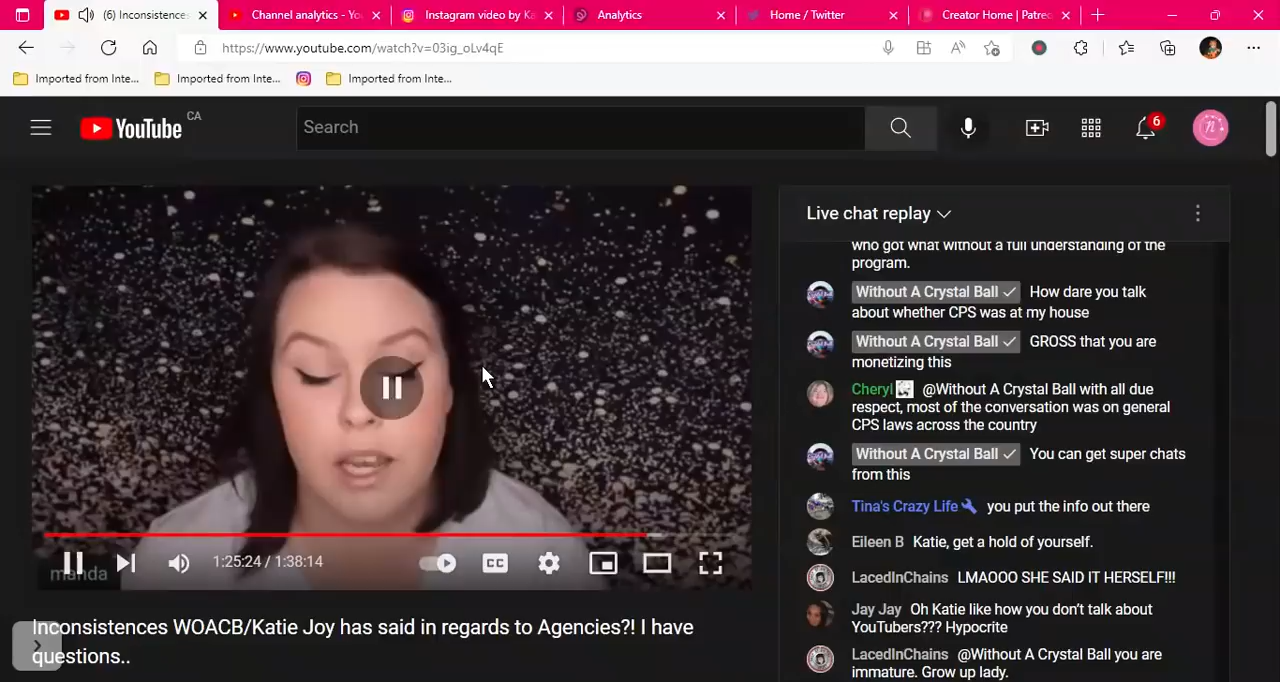 (6) Inconsistences
Channel analytics - Yo
Instagram video by Ka
Analytics
Home / Twitter
Creator Home | Patreo
https://www.youtube.com/watch?v=03ig_oLv4qE
Imported from Inte...
Imported from Inte...
Imported from Inte...
YouTube CA
Search
6
Live chat replay
who got what without a full understanding of the
program.
Without A Crystal Ball How dare you talk
about whether CPS was at my house
Without A Crystal Ball GROSS that you are
monetizing this
Cheryl @Without A Crystal Ball with all due
respect, most of the conversation was on general
CPS laws across the country
Without A Crystal Ball You can get super chats
from this
Tina's Crazy Life you put the info out there
Eileen B Katie, get a hold of yourself.
LacedInChains LMAOOO SHE SAID IT HERSELF!!!
Jay Jay Oh Katie like how you don't talk about
YouTubers??? Hypocrite
LacedInChains @Without A Crystal Ball you are
immature. Grow up lady.
1:25:24 / 1:38:14
CC
manda
Inconsistences WOACB/Katie Joy has said in regards to Agencies?! I have
questions..